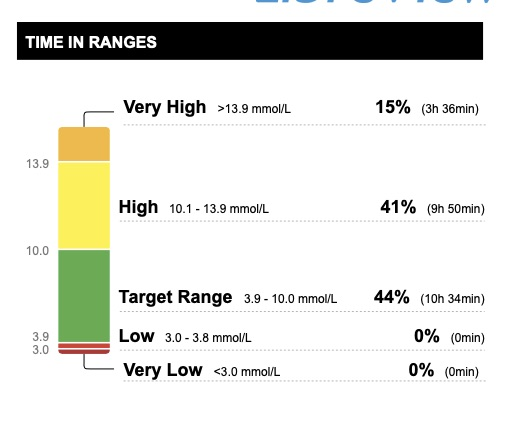 TIME IN RANGES
Very High >13.9 mmol/L 15% (3h 36min)
13.9
High 10.1 - 13.9 mmol/L 41% (9h 50min)
10.0
Target Range 3.9 - 10.0 mmol/L 44% (10h 34min)
3.9
Low 3.0 - 3.8 mmol/L 0% (0min)
3.0
Very Low <3.0 mmol/L 0% (0min)